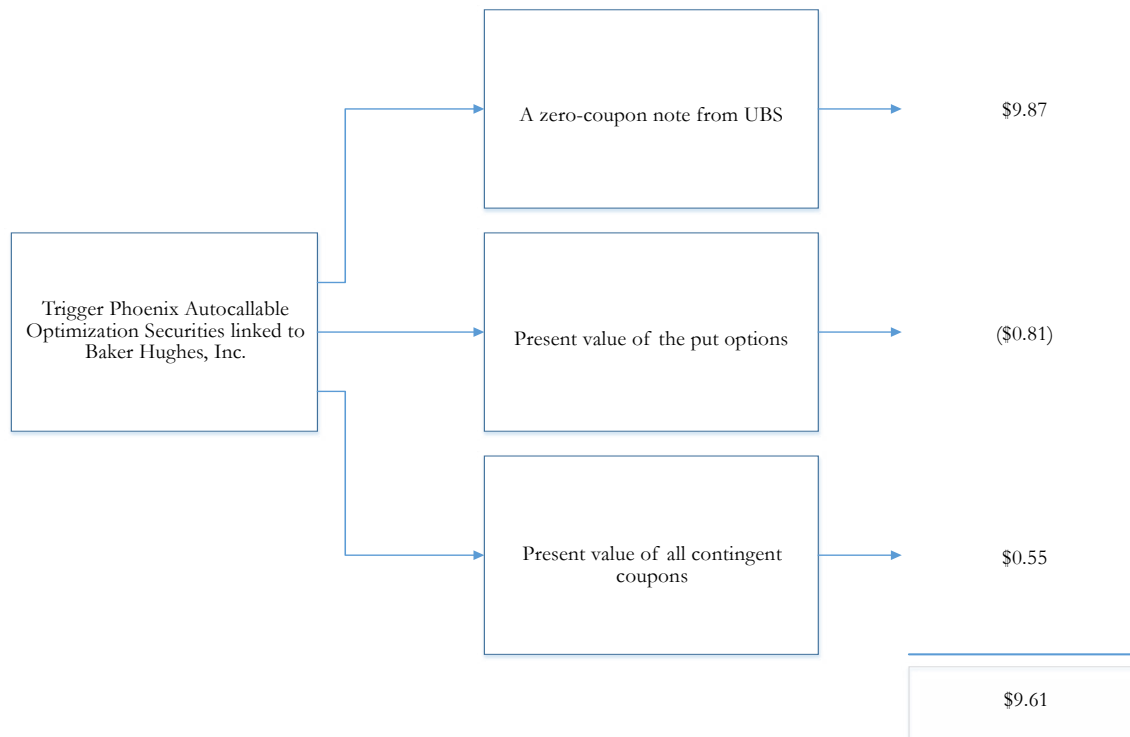 A zero-coupon note from UBS
$9.87
Trigger Phoenix Autocallable
Optimization Securities linked to
Baker Hughes, Inc.
Present value of the put options
($0.81)
Present value of all contingent
coupons
$0.55
$9.61